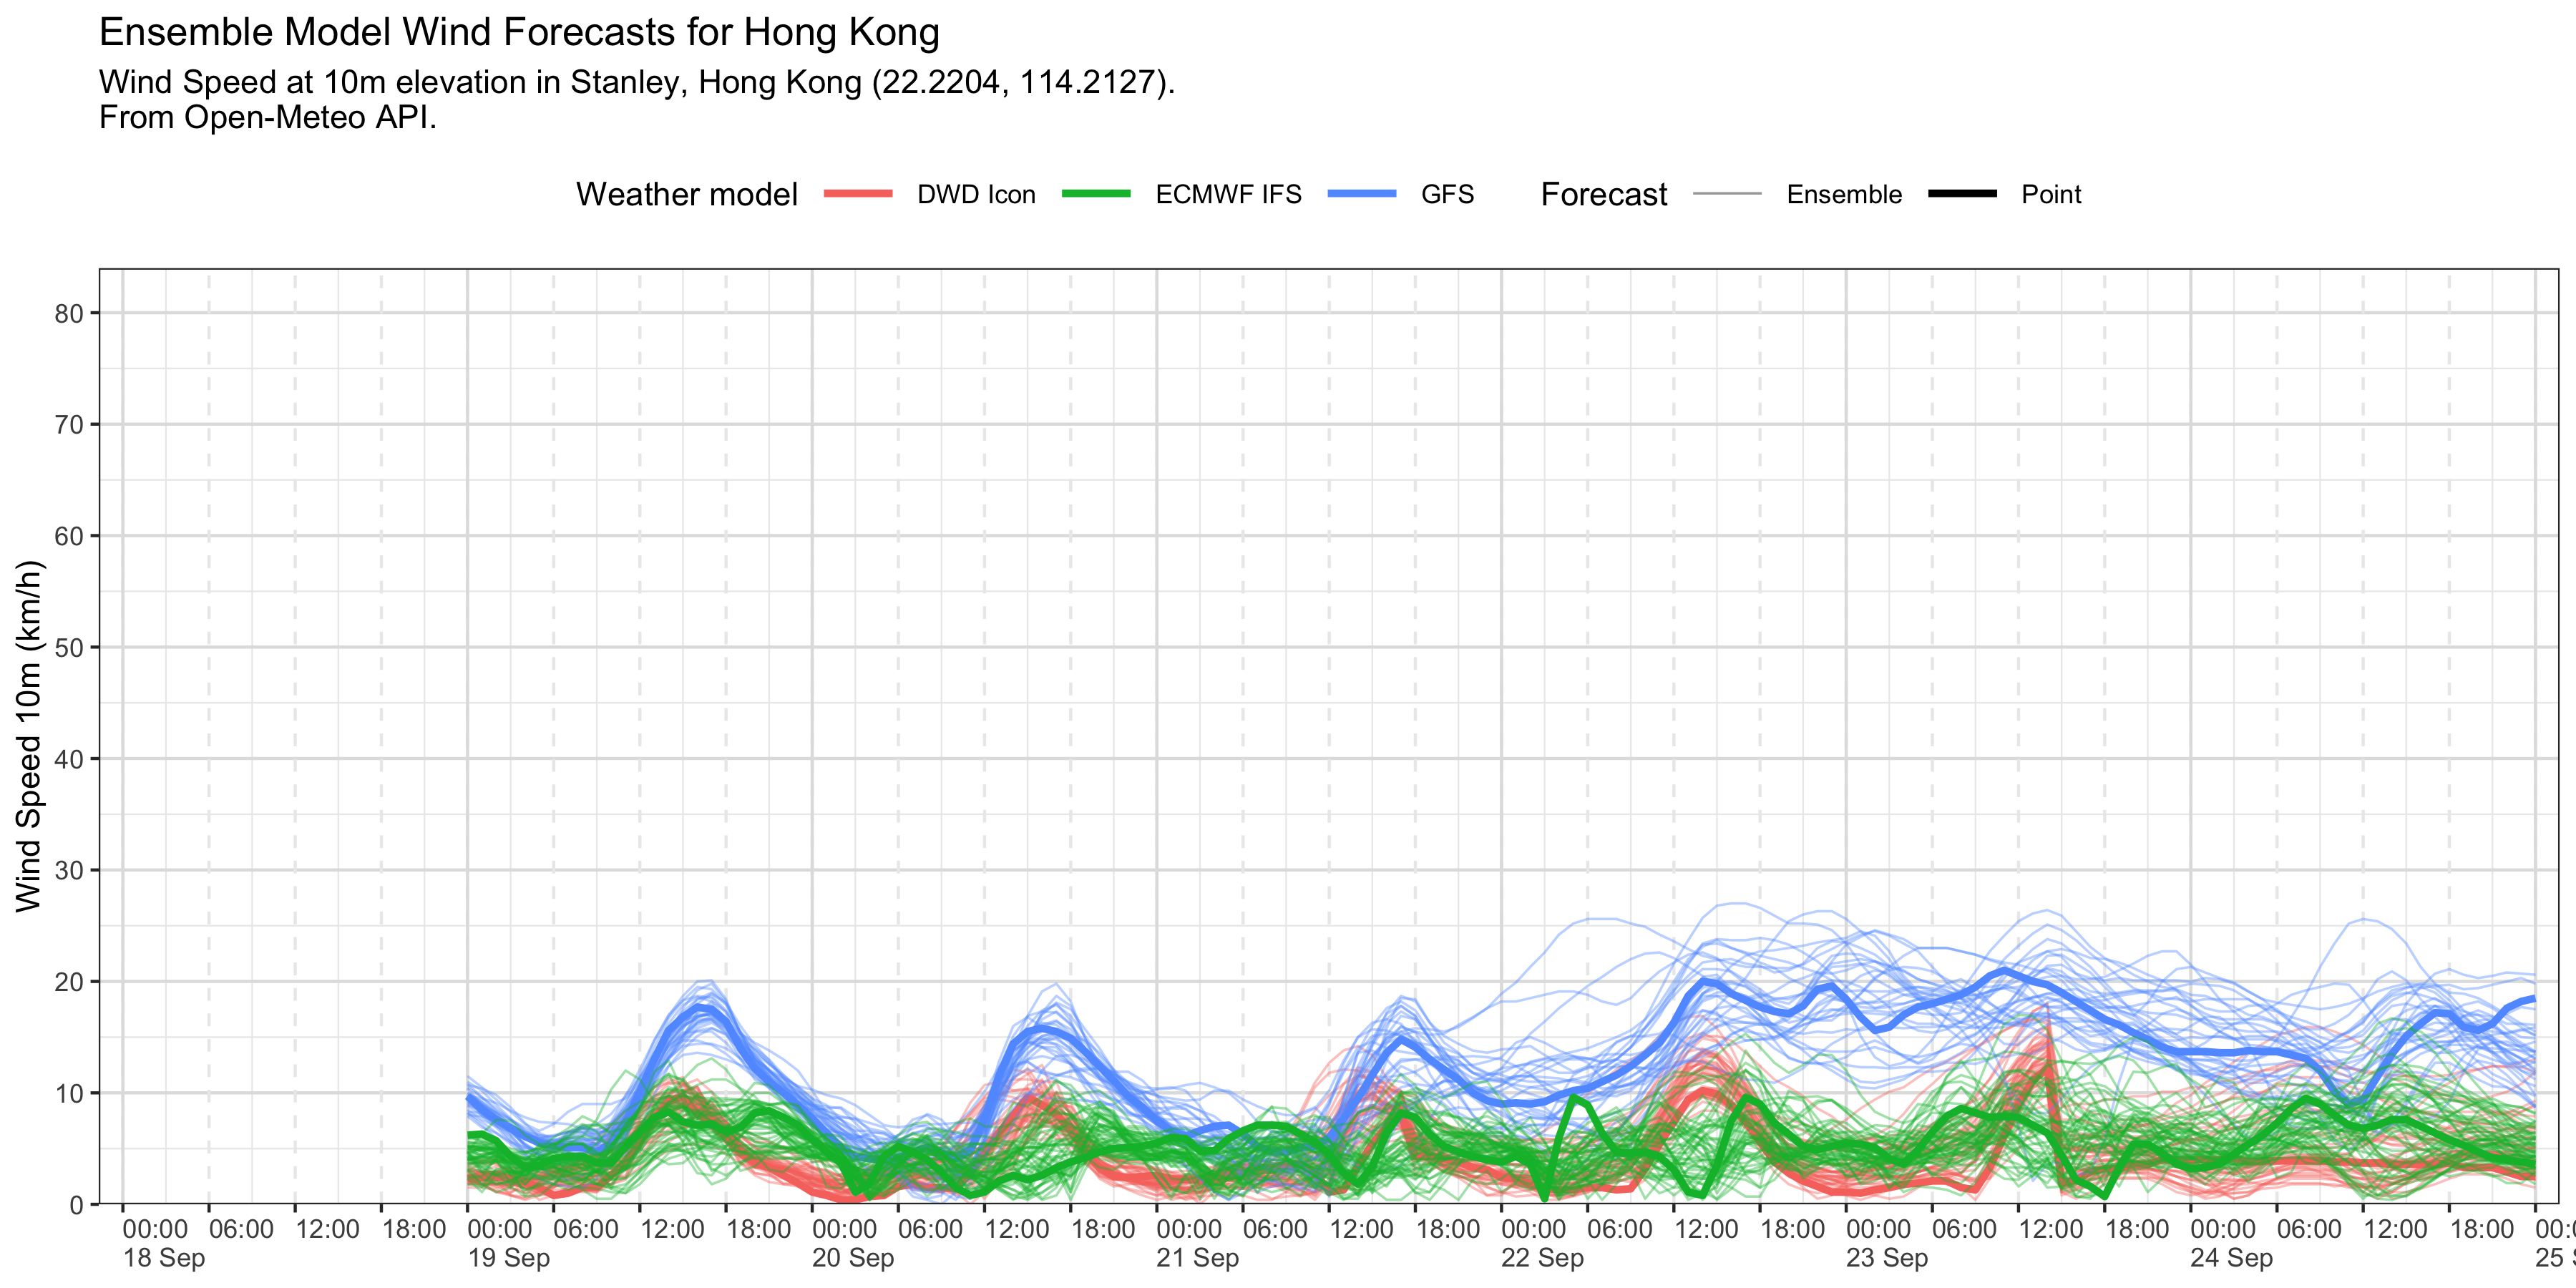 Ensemble Model Wind Forecasts for Hong Kong
Wind Speed at 10m elevation in Stanley, Hong Kong (22.2204, 114.2127).
From Open-Meteo API.
Weather model DWD Icon ECMWF IFS GFS Forecast Ensemble Point
Wind Speed 10m (km/h)
80
70
60
50
40
30
20
10
0
00:00 06:00 12:00 18:00 00:00 06:00 12:00 18:00 00:00 06:00 12:00 18:00 00:00 06:00 12:00 18:00 00:00 06:00 12:00 18:00 00:00 06:00 12:00 18:00 00:00 06:00 12:00 18:00
18 Sep 19 Sep 20 Sep 21 Sep 22 Sep 23 Sep 24 Sep 25